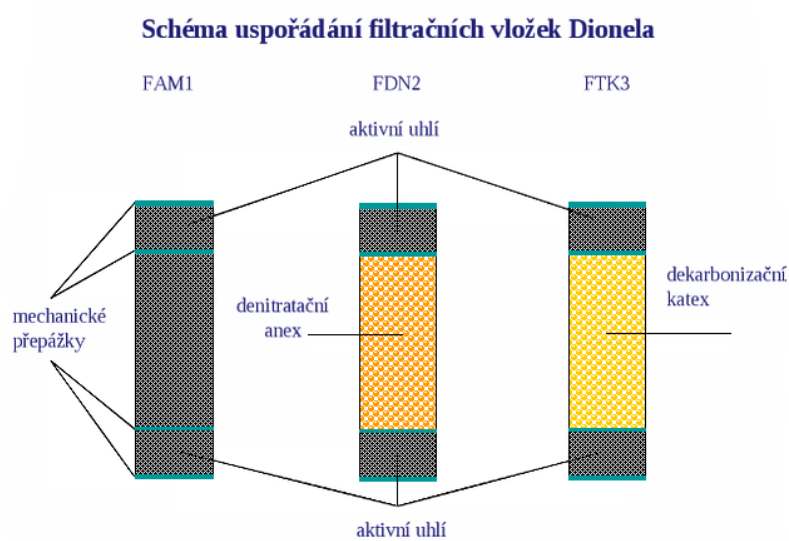 Schéma uspořádání filtračních vložek Dionela
FAM1
FDN2
FTK3
aktivní uhlí
mechanické
přepážky
denitratační
anex
dekarbonizační
katex
aktivní uhlí